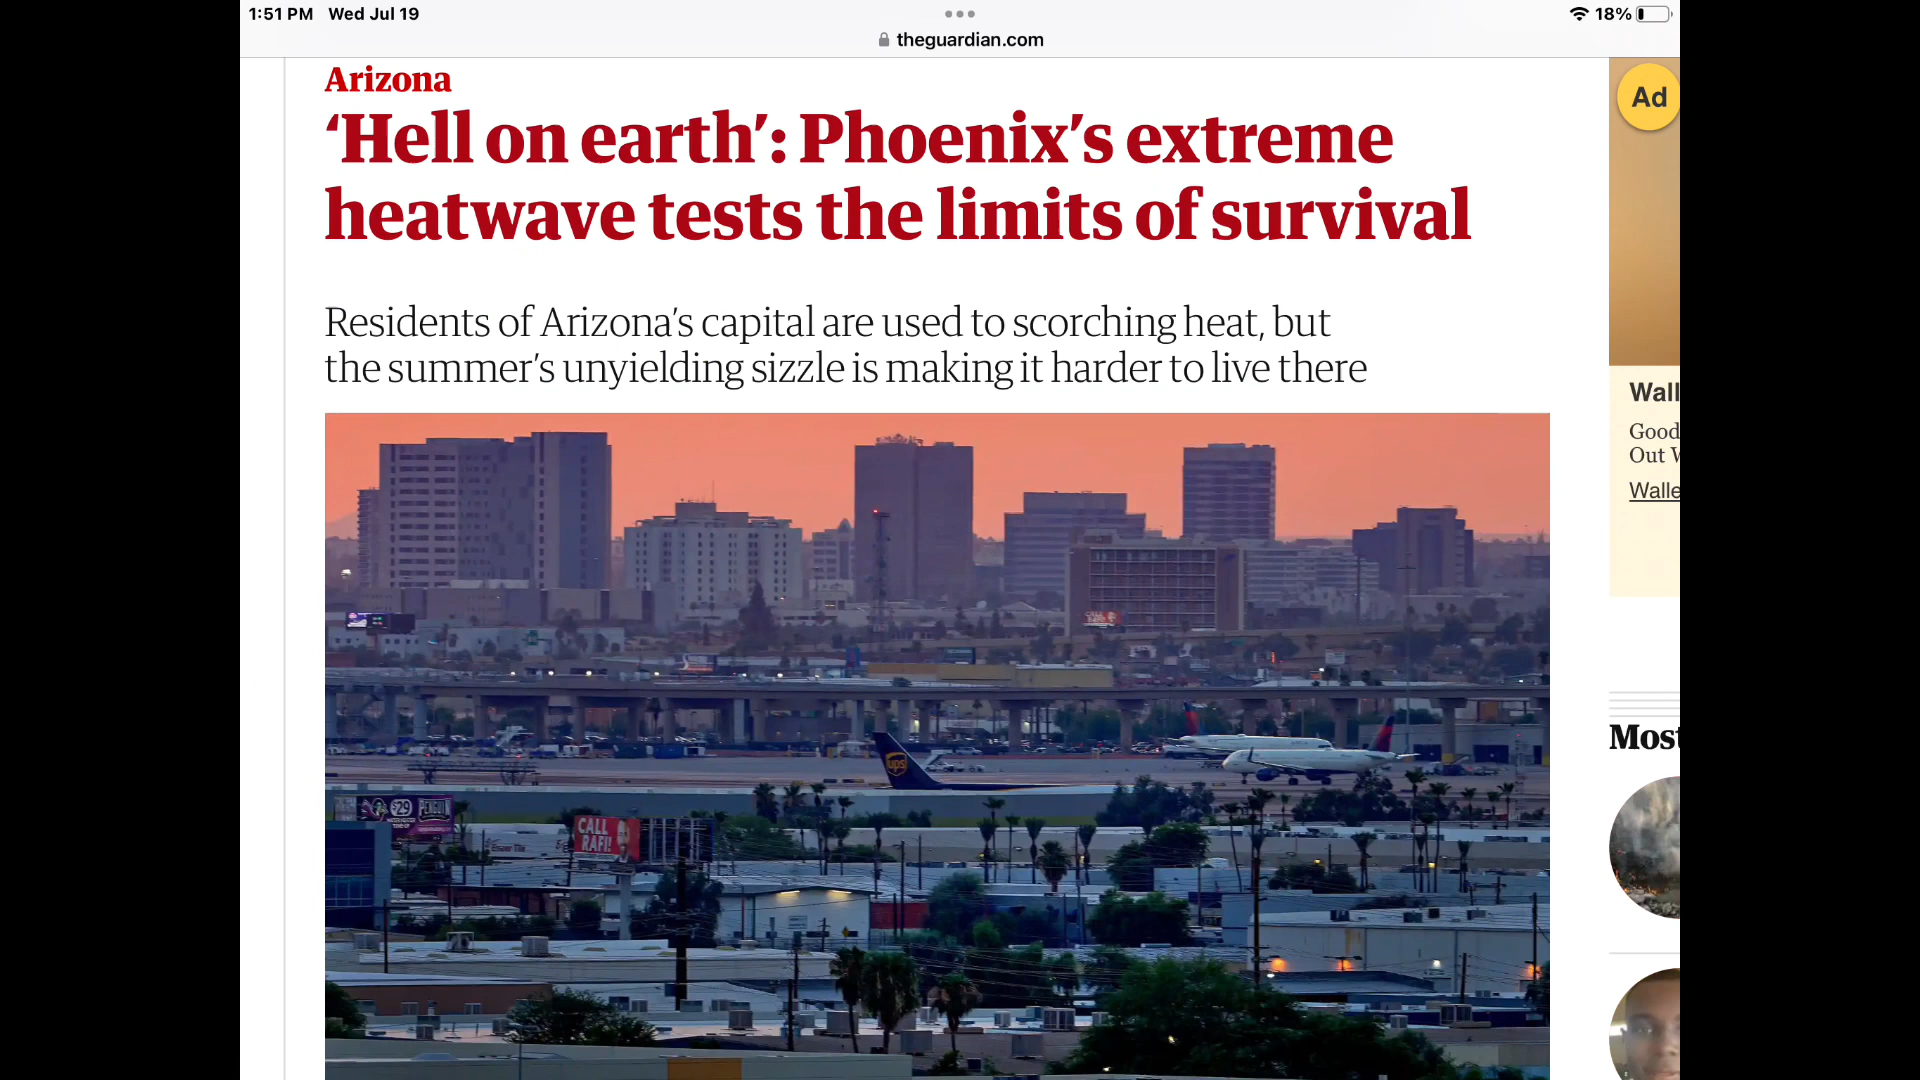 1:51 PM Wed Jul 19
18%
theguardian.com
Arizona
Ad
‘Hell on earth’: Phoenix’s extreme
heatwave tests the limits of survival
Residents of Arizona’s capital are used to scorching heat, but
the summer’s unyielding sizzle is making it harder to live there
Wall
Good
Out W
Walle
Most
ups
$29
PENGUIN
CALL
RAFI!